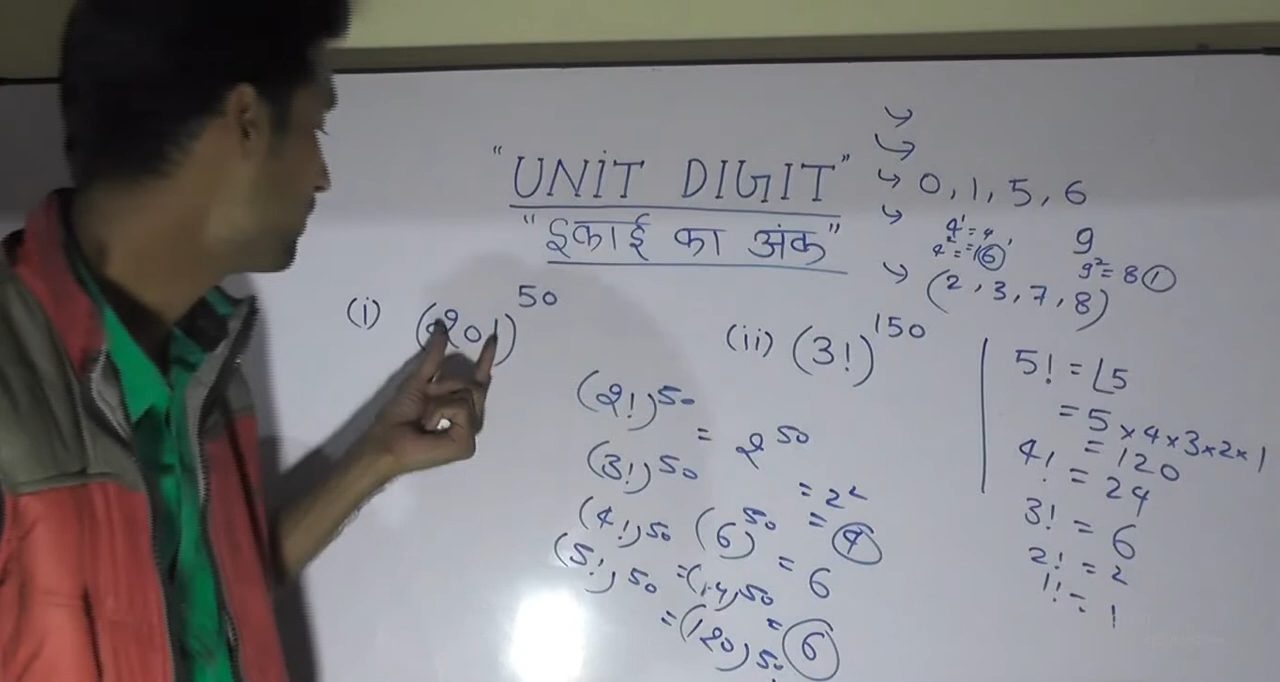 "UNIT DIGIT"
"इकाई का अंक"
→
→
→ 0, 1, 5, 6
→ 4¹ = 4
4² = 16
9
9² = 81
→ (2, 3, 7, 8)
(i) (201)⁵⁰
(ii) (3!)¹⁵⁰
(2!)⁵⁰ = 2⁵⁰
= 2²
= 4
(3!)⁵⁰ (6)⁵⁰ = 6
(4!)⁵⁰ = ( 4)⁵⁰ = 6
(5!)⁵⁰ = (120)⁵⁰
5! = ⌊5
= 5×4×3×2×1
= 120
4! = 24
3! = 6
2! = 2
1! = 1